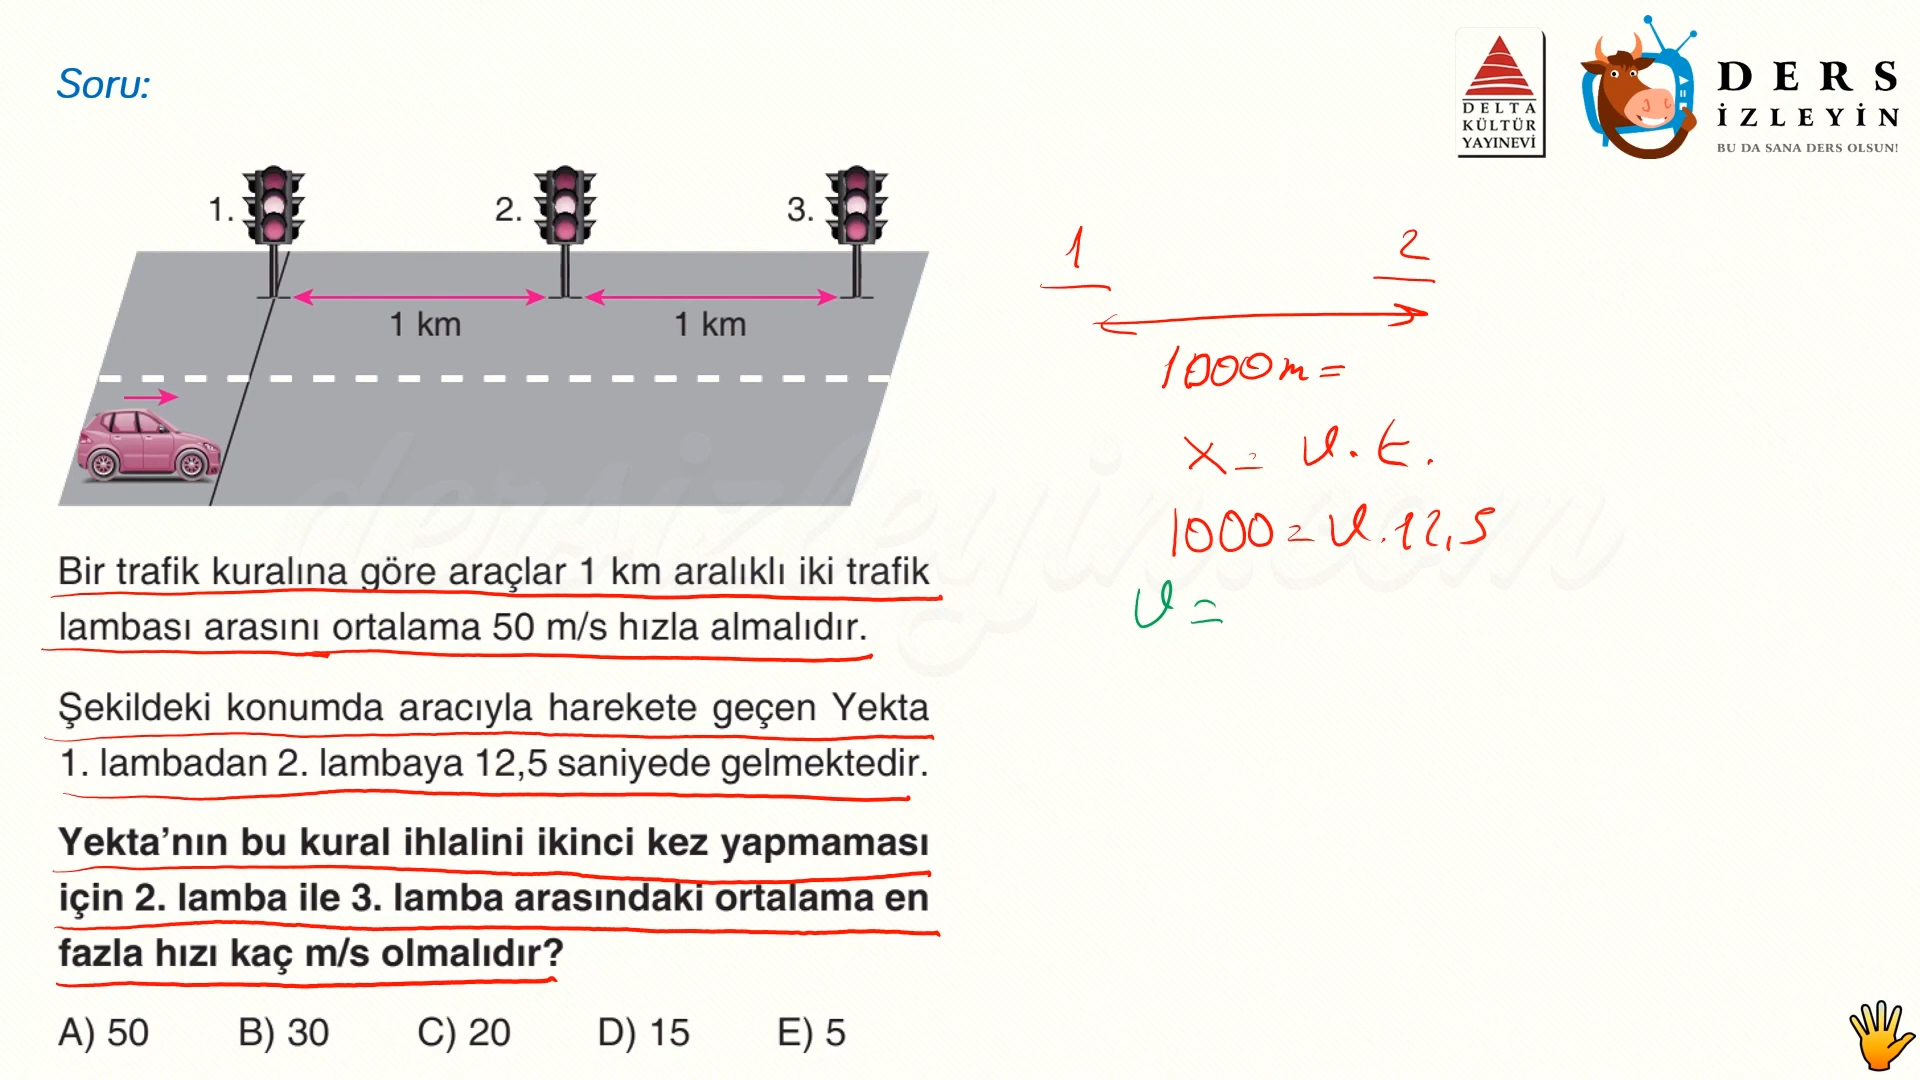 Soru:
DELTA
KÜLTÜR
YAYINEVİ
DERS
İZLEYİN
BU DA SANA DERS OLSUN!
1.
2.
3.
1 km
1 km
1
2
1000m=
x = v.t.
1000 = v.12,5
v =
dersizleyin.com
Bir trafik kuralına göre araçlar 1 km aralıklı iki trafik
lambası arasını ortalama 50 m/s hızla almalıdır.
Şekildeki konumda aracıyla harekete geçen Yekta
1. lambadan 2. lambaya 12,5 saniyede gelmektedir.
Yekta’nın bu kural ihlalini ikinci kez yapmaması
için 2. lamba ile 3. lamba arasındaki ortalama en
fazla hızı kaç m/s olmalıdır?
A) 50 B) 30 C) 20 D) 15 E) 5